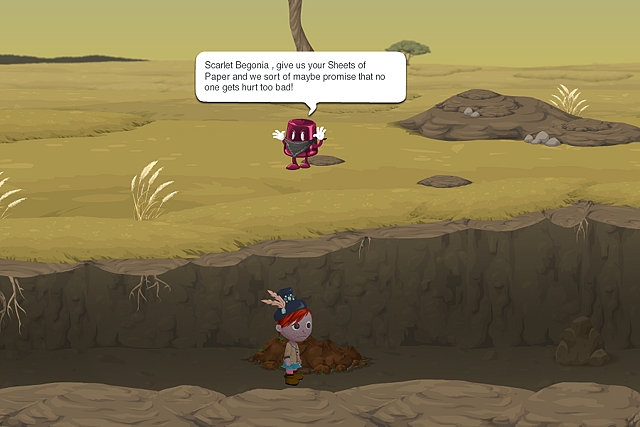 Scarlet Begonia , give us your Sheets of
Paper and we sort of maybe promise that no
one gets hurt too bad!